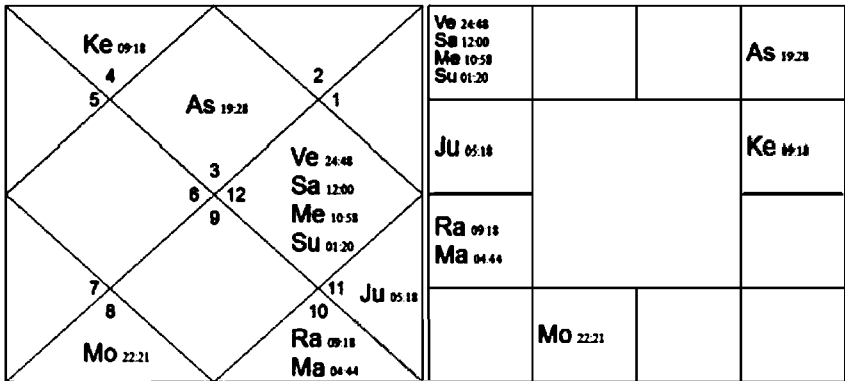 Ke 09:18
4
5
As 19:28
2
1
3
6 12
9
Ve 24:48
Sa 12:00
Me 10:58
Su 01:20
7
8
Mo 22:21
11
10
Ju 05:18
Ra 09:18
Ma 04:44
Ve 24:48
Sa 12:00
Me 10:58
Su 01:20
As 19:28
Ju 05:18
Ke 09:18
Ra 09:18
Ma 04:44
Mo 22:21